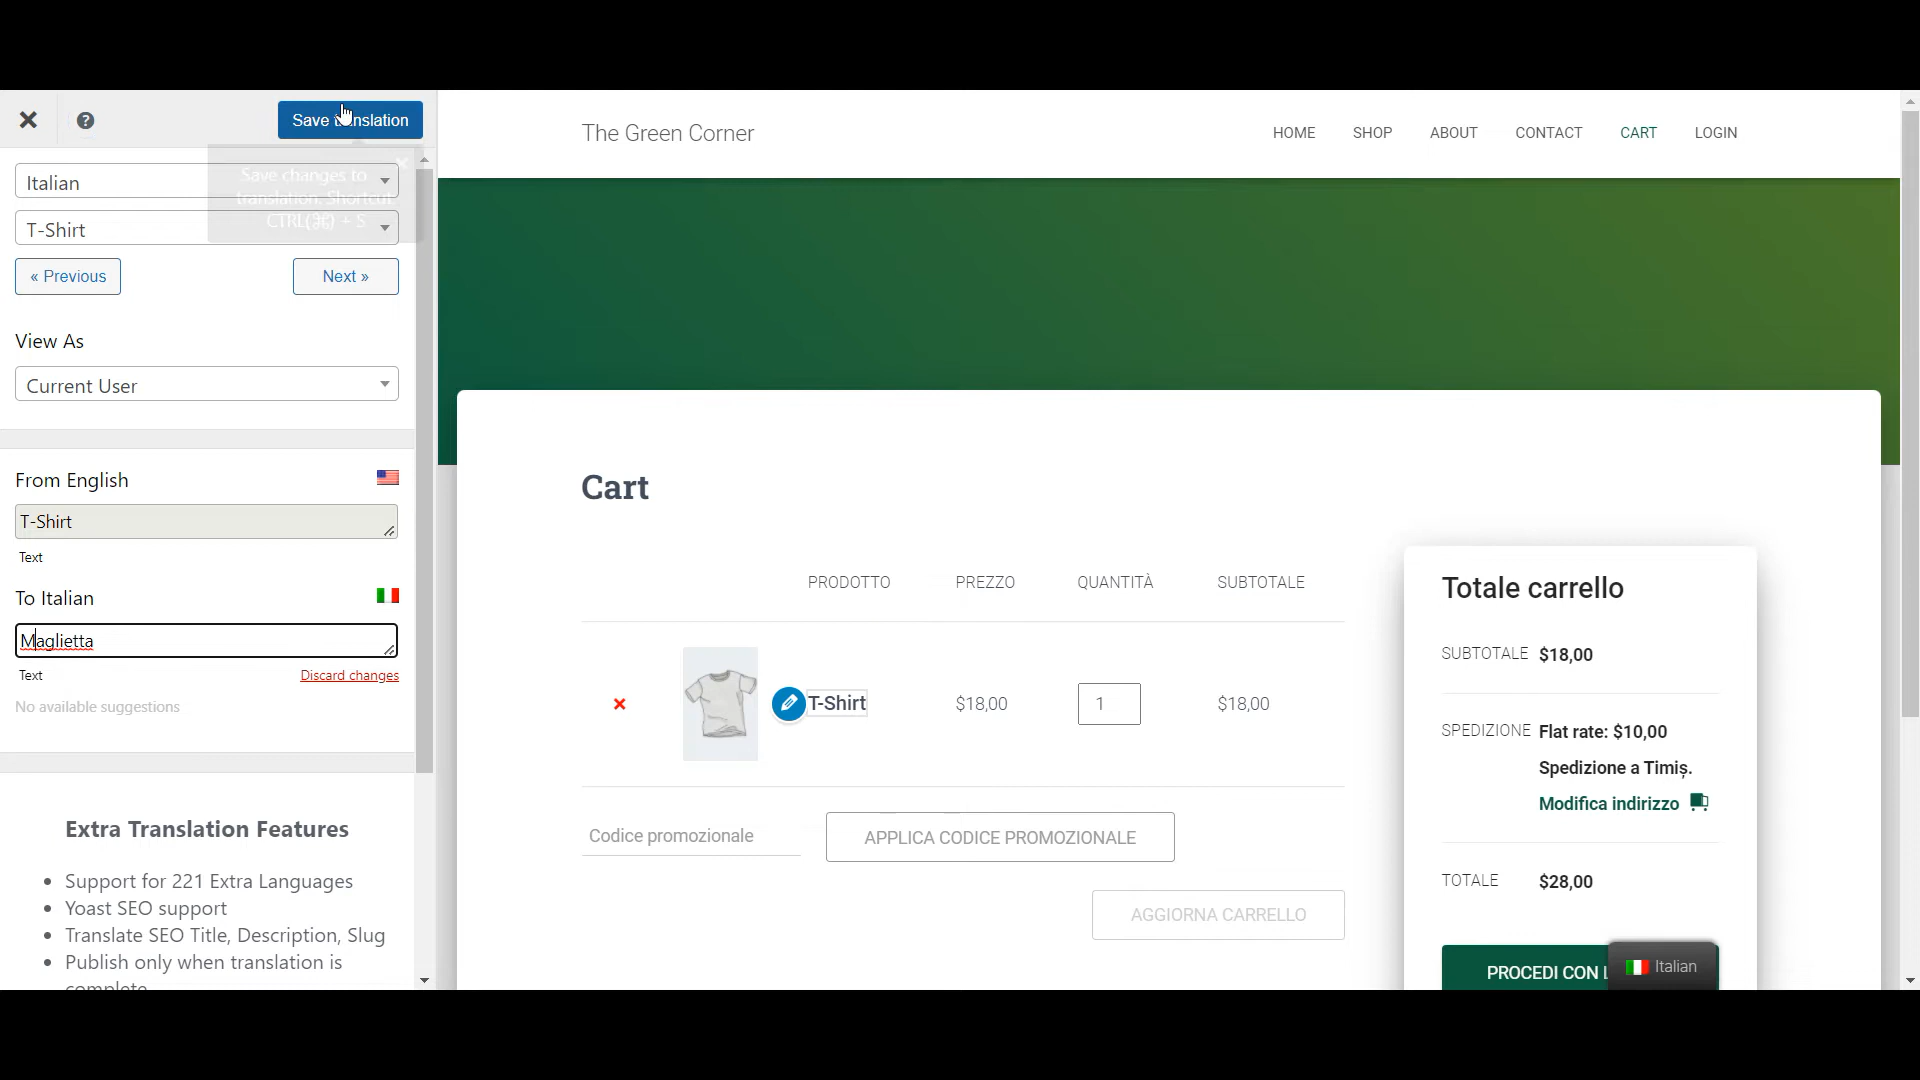 Save translation
Save changes to
translation. Shortcut:
CTRL(⌘) + S
Italian
T-Shirt
« Previous
Next »
View As
Current User
From English
T-Shirt
Text
To Italian
Maglietta
Text
Discard changes
No available suggestions
Extra Translation Features
Support for 221 Extra Languages
Yoast SEO support
Translate SEO Title, Description, Slug
Publish only when translation is
complete
The Green Corner
HOME SHOP ABOUT CONTACT CART LOGIN
Cart
PRODOTTO PREZZO QUANTITÀ SUBTOTALE
T-Shirt $18,00 1 $18,00
Codice promozionale
APPLICA CODICE PROMOZIONALE
AGGIORNA CARRELLO
Totale carrello
SUBTOTALE $18,00
SPEDIZIONE Flat rate: $10,00
Spedizione a Timiș.
Modifica indirizzo
TOTALE $28,00
PROCEDI CON
Italian